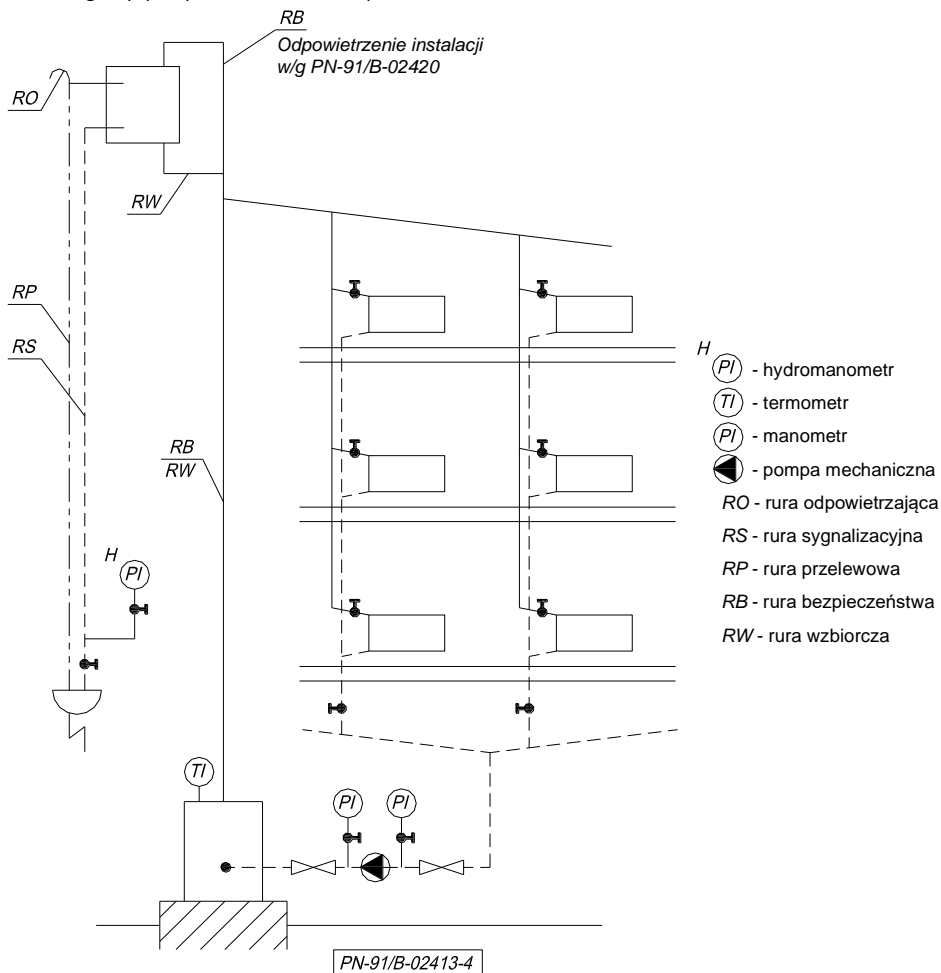 RB
Odpowietrzenie instalacji
w/g PN-91/B-02420
RO
RW
RP
RS
RB
RW
H
PI
TI
PI
PI
H
PI - hydromanometr
TI - termometr
PI - manometr
- pompa mechaniczna
RO - rura odpowietrzająca
RS - rura sygnalizacyjna
RP - rura przelewowa
RB - rura bezpieczeństwa
RW - rura wzbiorcza
PN-91/B-02413-4